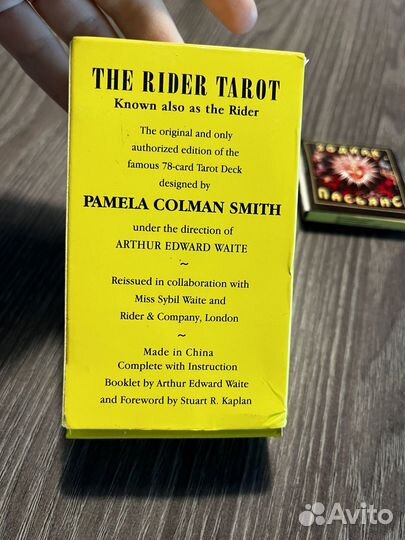 THE RIDER TAROT
Known also as the Rider
The original and only
authorized edition of the
famous 78-card Tarot Deck
designed by
PAMELA COLMAN SMITH
under the direction of
ARTHUR EDWARD WAITE
~
Reissued in collaboration with
Miss Sybil Waite and
Rider & Company, London
~
Made in China
Complete with Instruction
Booklet by Arthur Edward Waite
and Foreword by Stuart R. Kaplan
ЗОДИАК
ПАСЬЯНС
Avito